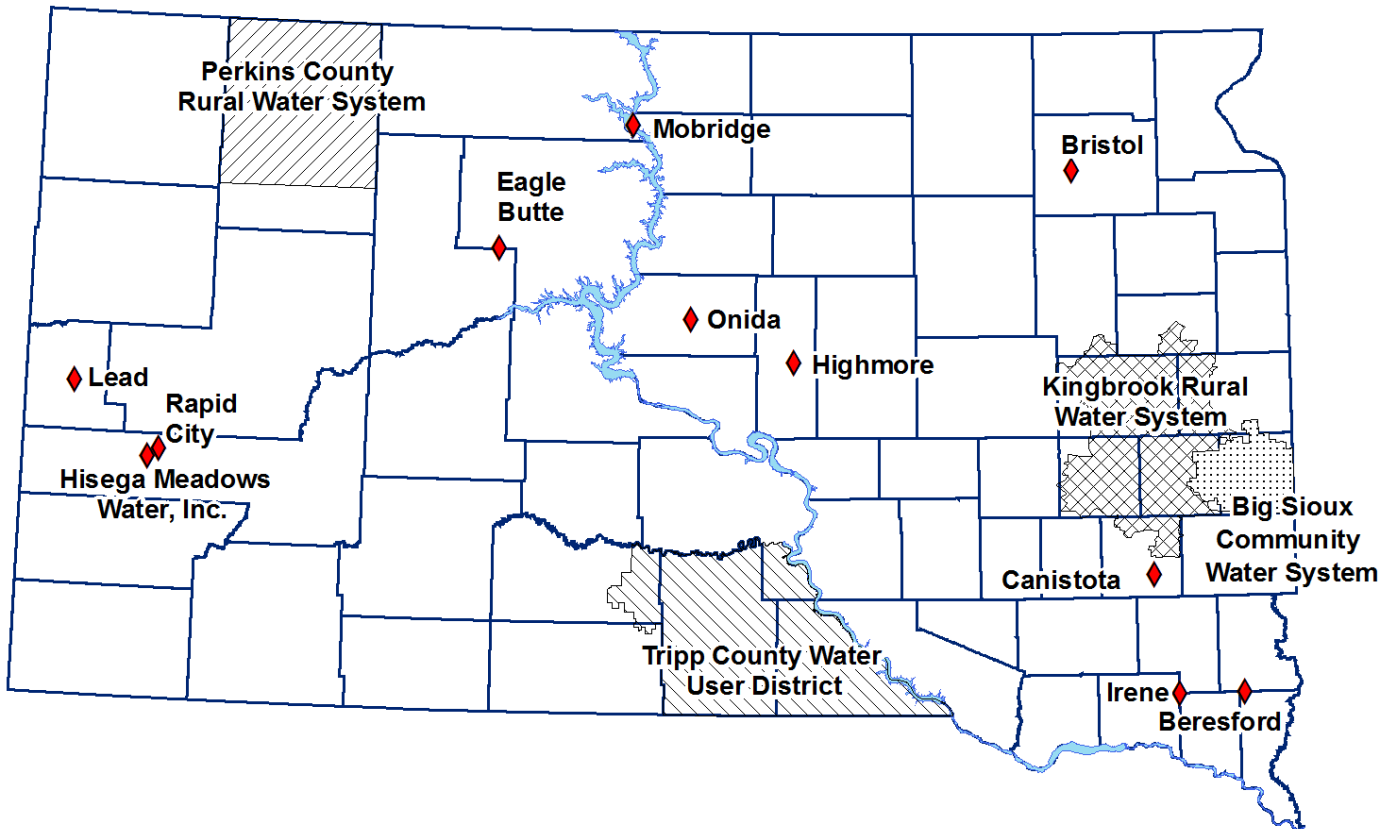 Perkins County
Rural Water System
Mobridge
Bristol
Eagle
Butte
Onida
Highmore
Lead
Rapid
City
Hisega Meadows
Water, Inc.
Kingbrook Rural
Water System
Big Sioux
Community
Water System
Canistota
Tripp County Water
User District
Irene
Beresford